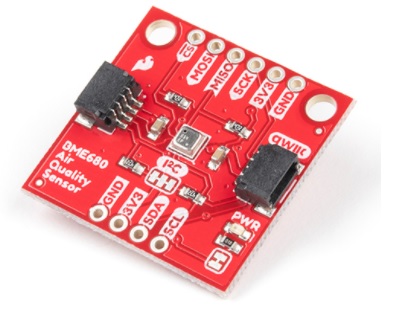 CS
MOSI
MISO
SCK
3V3
GND
qwiic
BME680
Air
Quality
Sensor
I2C
GND
3V3
SDA
SCL
PWR